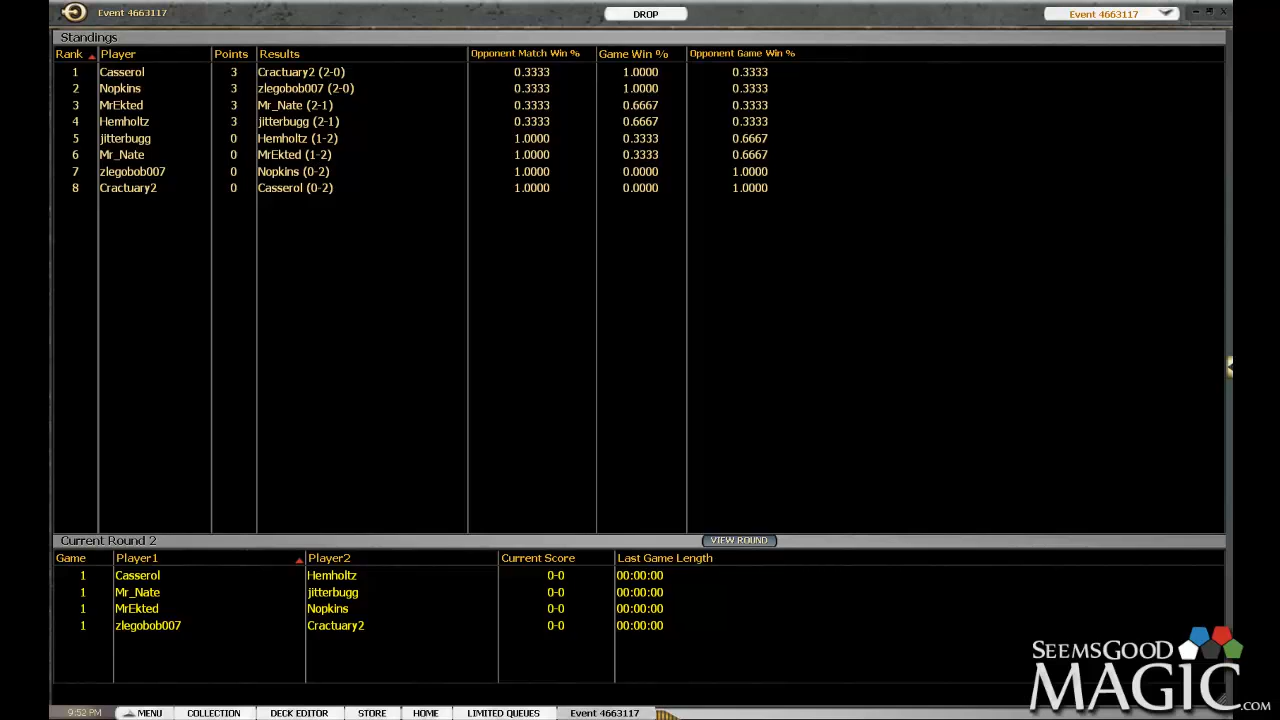 Event 4663117 DROP Event 4663117
Standings
Rank Player Points Results Opponent Match Win % Game Win % Opponent Game Win %
1 Casserol 3 Cractuary2 (2-0) 0.3333 1.0000 0.3333
2 Nopkins 3 zlegobob007 (2-0) 0.3333 1.0000 0.3333
3 MrEkted 3 Mr_Nate (2-1) 0.3333 0.6667 0.3333
4 Hemholtz 3 jitterbugg (2-1) 0.3333 0.6667 0.3333
5 jitterbugg 0 Hemholtz (1-2) 1.0000 0.3333 0.6667
6 Mr_Nate 0 MrEkted (1-2) 1.0000 0.3333 0.6667
7 zlegobob007 0 Nopkins (0-2) 1.0000 0.0000 1.0000
8 Cractuary2 0 Casserol (0-2) 1.0000 0.0000 1.0000
Current Round 2 VIEW ROUND
Game Player1 Player2 Current Score Last Game Length
1 Casserol Hemholtz 0-0 00:00:00
1 Mr_Nate jitterbugg 0-0 00:00:00
1 MrEkted Nopkins 0-0 00:00:00
1 zlegobob007 Cractuary2 0-0 00:00:00
SEEMSGOOD
MAGIC.COM
9:52 PM MENU COLLECTION DECK EDITOR STORE HOME LIMITED QUEUES Event 4663117